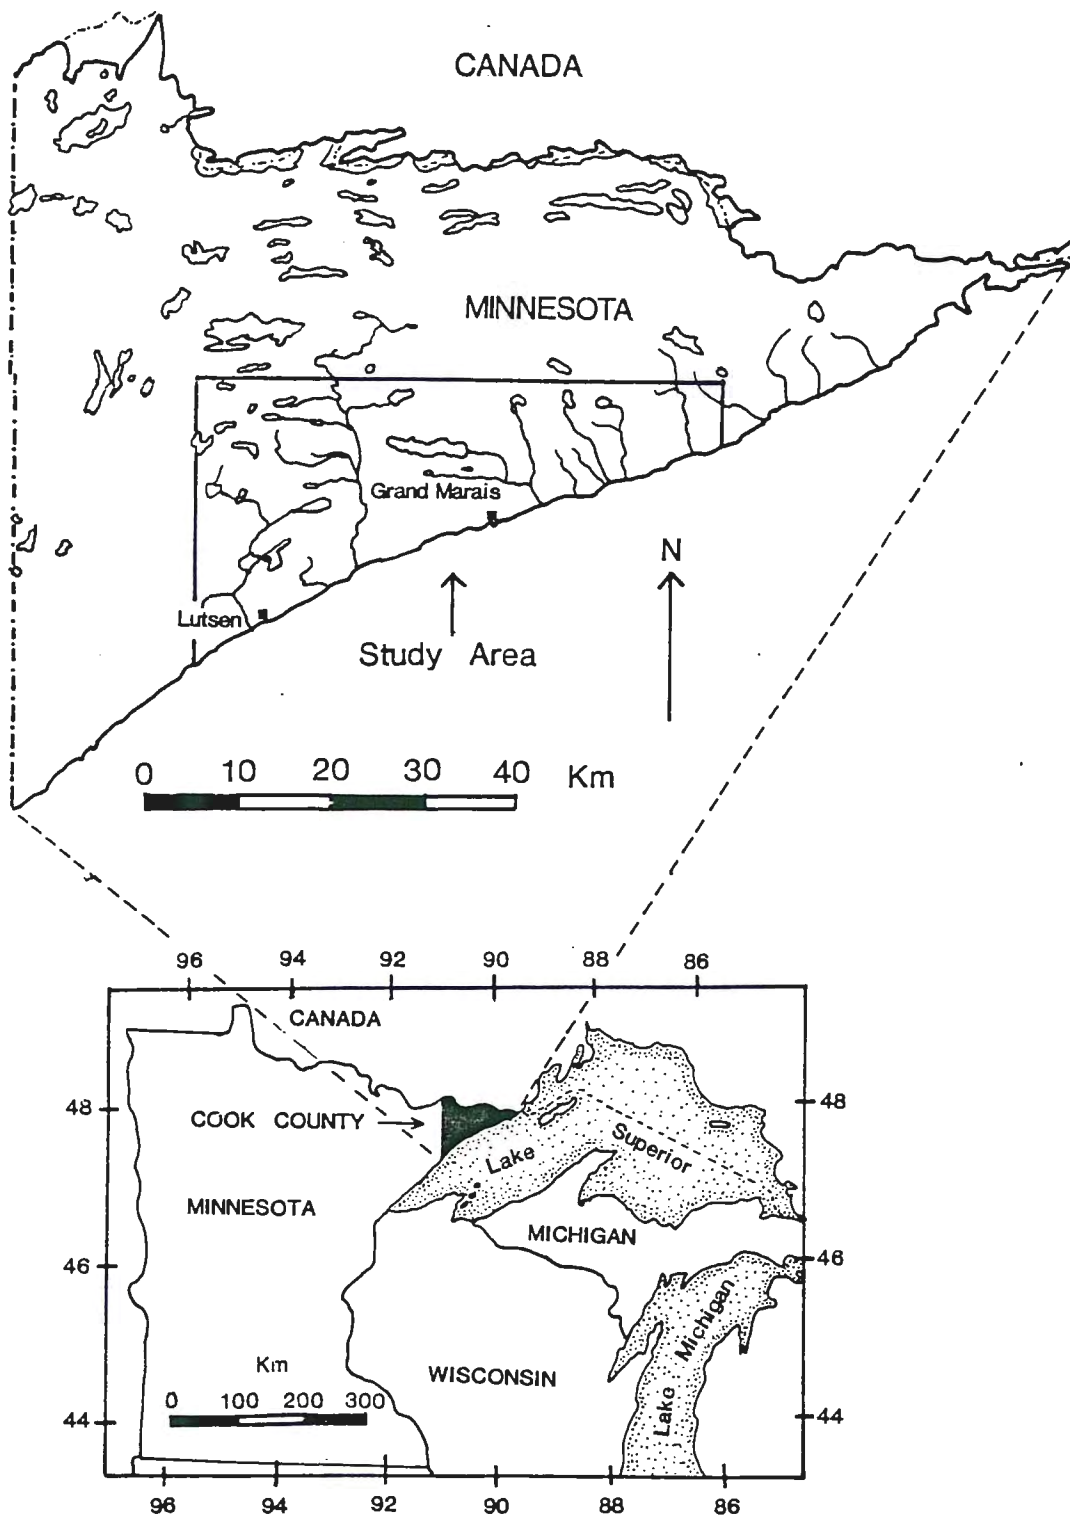 CANADA
MINNESOTA
Grand Marais
N
Lutsen
Study Area
0 10 20 30 40 Km
96 94 92 90 88 86
CANADA
48 48
COOK COUNTY
Lake Superior
MINNESOTA
MICHIGAN
46 46
Lake Michigan
Km
WISCONSIN
0 100 200 300
44 44
96 94 92 90 88 86